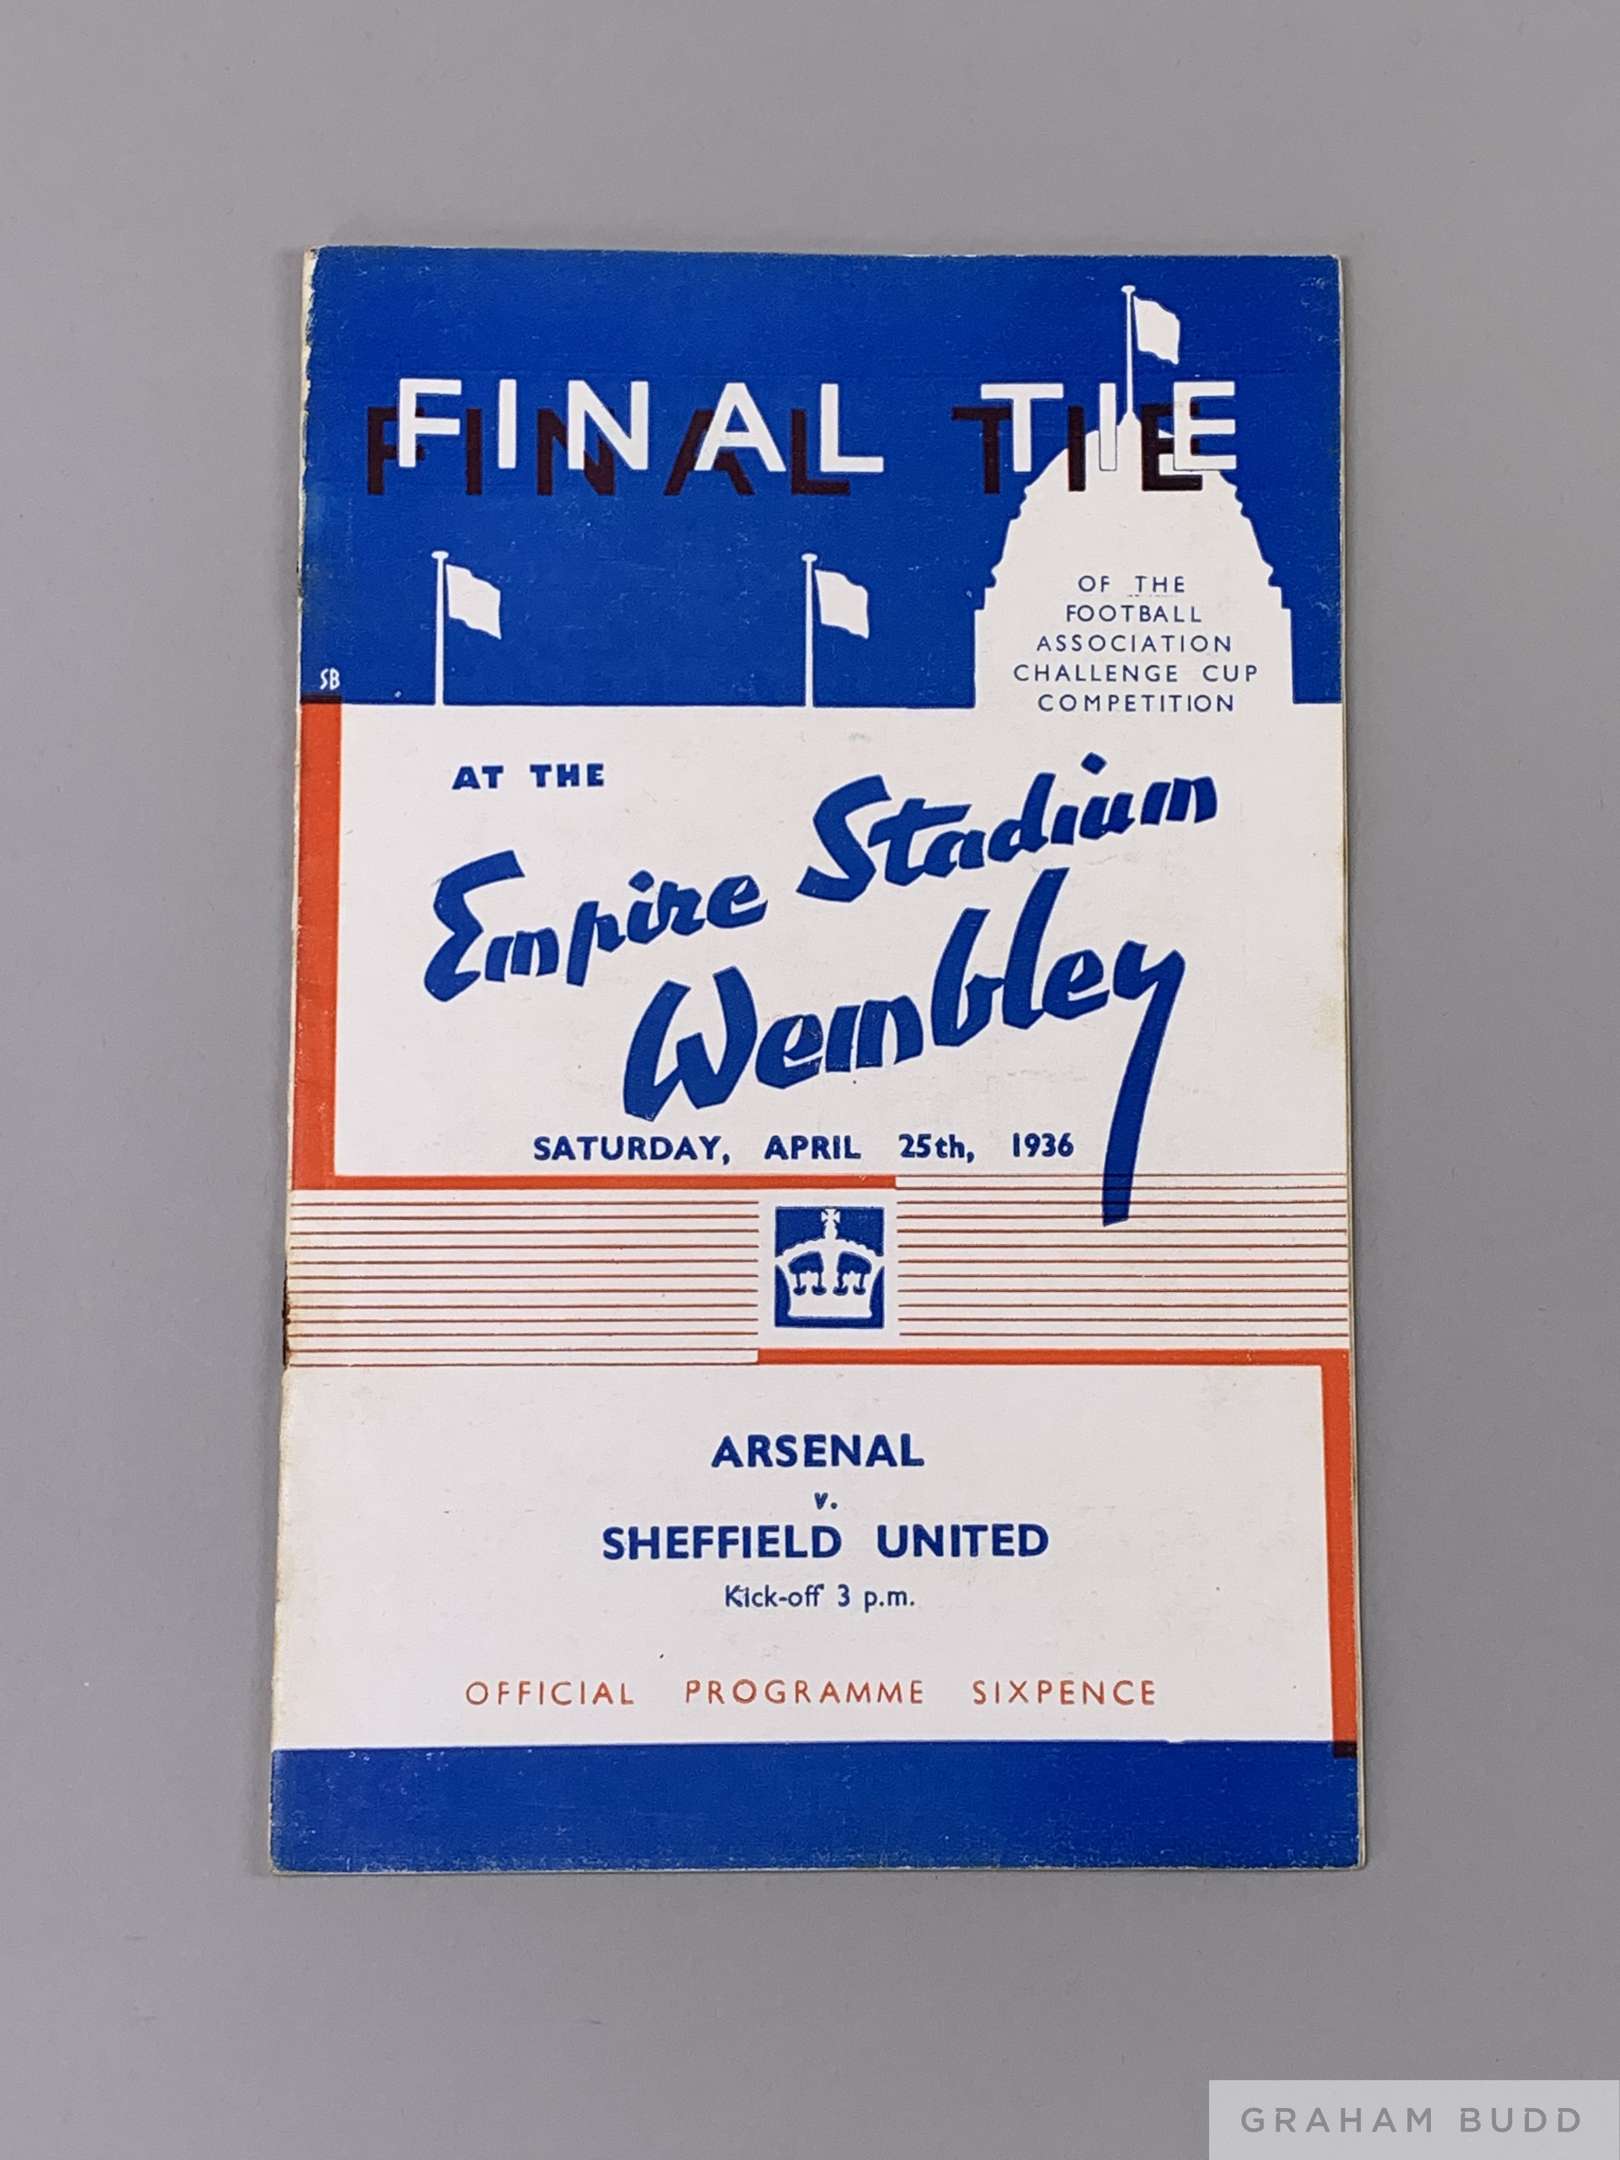 FINAL TIE
OF THE
FOOTBALL
ASSOCIATION
CHALLENGE CUP
COMPETITION
SB
AT THE
Empire Stadium
Wembley
SATURDAY, APRIL 25th, 1936
ARSENAL
v.
SHEFFIELD UNITED
Kick-off 3 p.m.
OFFICIAL PROGRAMME SIXPENCE
GRAHAM BUDD